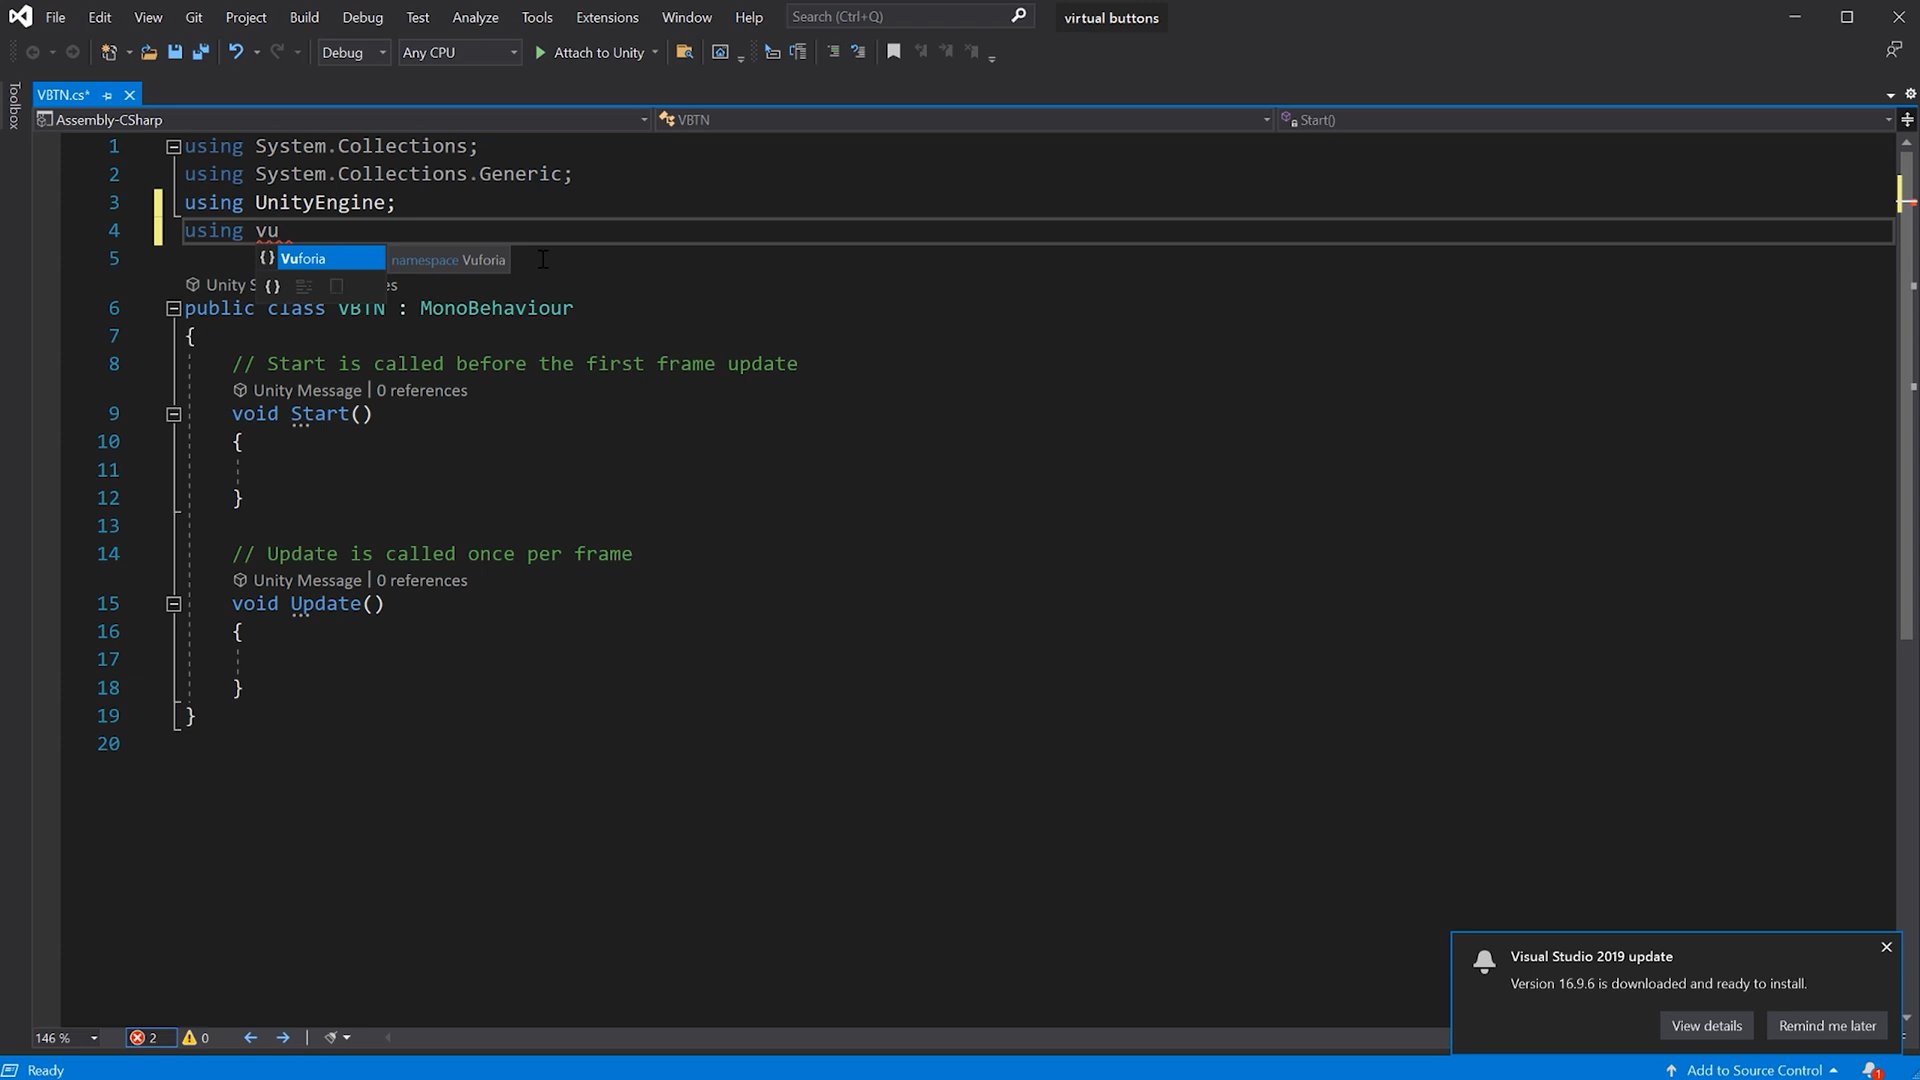 File Edit View Git Project Build Debug Test Analyze Tools Extensions Window Help Search (Ctrl+Q) virtual buttons
Debug Any CPU Attach to Unity
Toolbox
VBTN.cs*
Assembly-CSharp VBTN Start()
1 using System.Collections;
2 using System.Collections.Generic;
3 using UnityEngine;
4 using vu
5 {} Vuforia namespace Vuforia
Unity S {} es
6 public class VBTN : MonoBehaviour
7 {
8 // Start is called before the first frame update
Unity Message | 0 references
9 void Start()
10 {
11
12 }
13
14 // Update is called once per frame
Unity Message | 0 references
15 void Update()
16 {
17
18 }
19 }
20
Visual Studio 2019 update
Version 16.9.6 is downloaded and ready to install.
View details Remind me later
146 % 2 0
Ready Add to Source Control 1